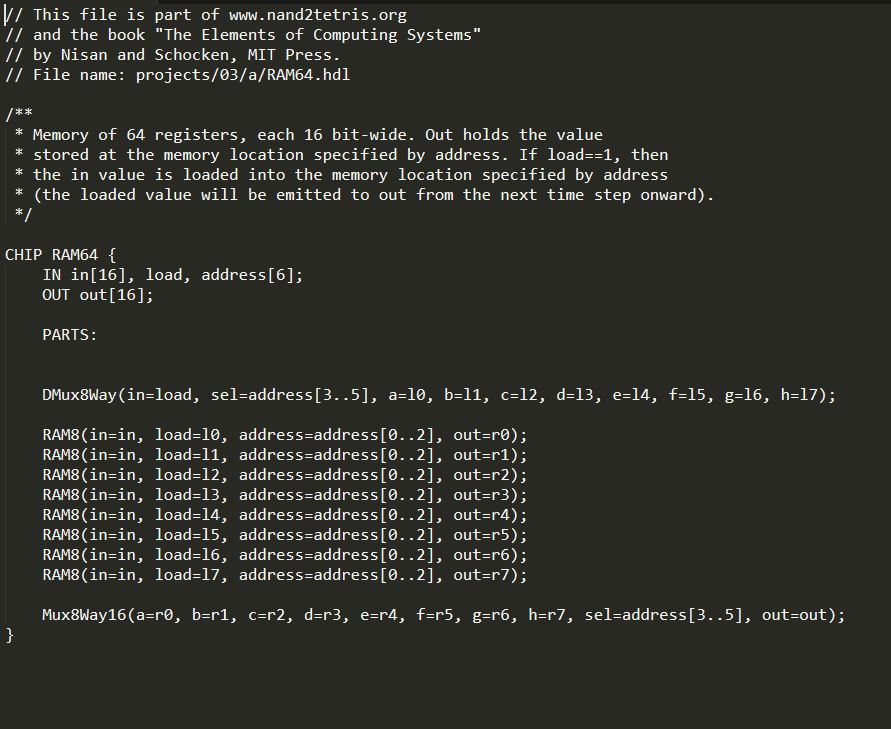 // This file is part of www.nand2tetris.org
// and the book "The Elements of Computing Systems"
// by Nisan and Schocken, MIT Press.
// File name: projects/03/a/RAM64.hdl
/**
* Memory of 64 registers, each 16 bit-wide. Out holds the value
* stored at the memory location specified by address. If load==1, then
* the in value is loaded into the memory location specified by address
* (the loaded value will be emitted to out from the next time step onward).
*/
CHIP RAM64 {
IN in[16], load, address[6];
OUT out[16];
PARTS:
DMux8Way(in=load, sel=address[3..5], a=l0, b=l1, c=l2, d=l3, e=l4, f=l5, g=l6, h=l7);
RAM8(in=in, load=l0, address=address[0..2], out=r0);
RAM8(in=in, load=l1, address=address[0..2], out=r1);
RAM8(in=in, load=l2, address=address[0..2], out=r2);
RAM8(in=in, load=l3, address=address[0..2], out=r3);
RAM8(in=in, load=l4, address=address[0..2], out=r4);
RAM8(in=in, load=l5, address=address[0..2], out=r5);
RAM8(in=in, load=l6, address=address[0..2], out=r6);
RAM8(in=in, load=l7, address=address[0..2], out=r7);
Mux8Way16(a=r0, b=r1, c=r2, d=r3, e=r4, f=r5, g=r6, h=r7, sel=address[3..5], out=out);
}